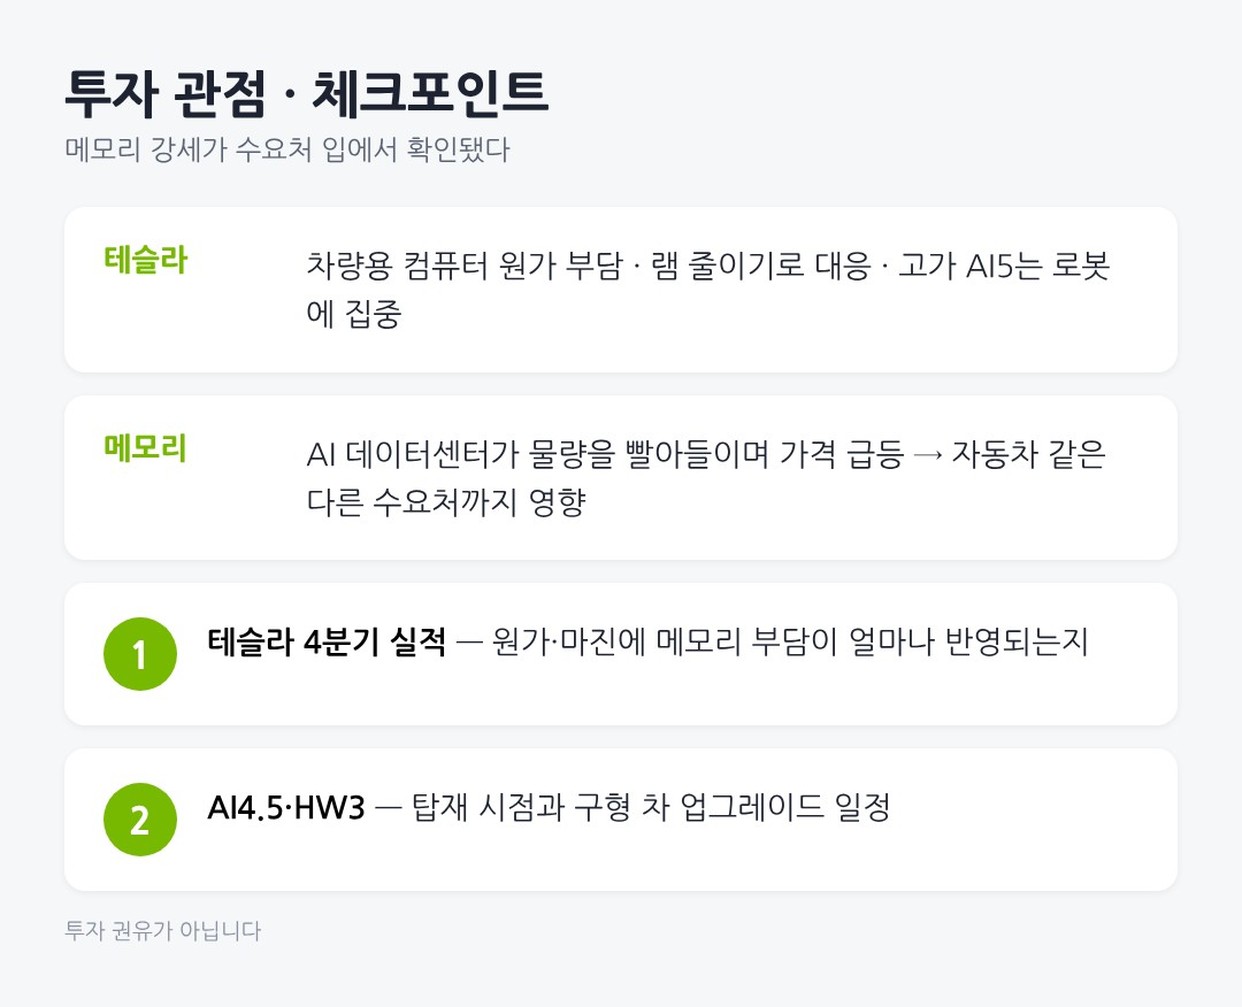 투자 관점 · 체크포인트
메모리 강세가 수요처 입에서 확인됐다
테슬라
차량용 컴퓨터 원가 부담 · 램 줄이기로 대응 · 고가 AI5는 로봇
에 집중
메모리
AI 데이터센터가 물량을 빨아들이며 가격 급등 → 자동차 같은
다른 수요처까지 영향
1
테슬라 4분기 실적 — 원가·마진에 메모리 부담이 얼마나 반영되는지
2
AI4.5·HW3 — 탑재 시점과 구형 차 업그레이드 일정
투자 권유가 아닙니다